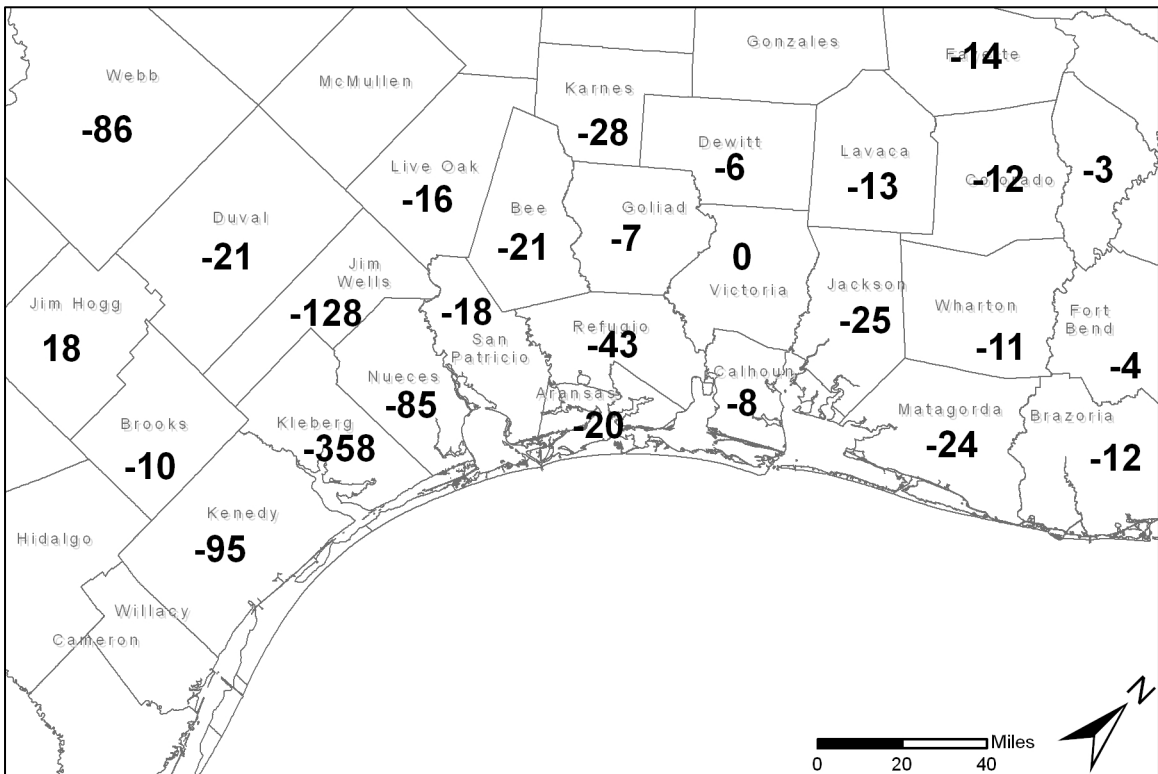 Gonzales
Fayette
-14
Webb
-86
McMullen
Karnes
-28
Dewitt
-6
Lavaca
-13
Colorado
-12
-3
Live Oak
-16
Bee
-21
Goliad
-7
Duval
-21
0
Victoria
Jim
Wells
-128
Jim Hogg
18
-18
San
Patricio
Refugio
-43
Jackson
-25
Wharton
-11
Fort
Bend
-4
Nueces
-85
Aransas
-20
Calhoun
-8
Matagorda
-24
Brazoria
-12
Brooks
-10
Kleberg
-358
Kenedy
-95
Hidalgo
Willacy
Cameron
N
Miles
0 20 40